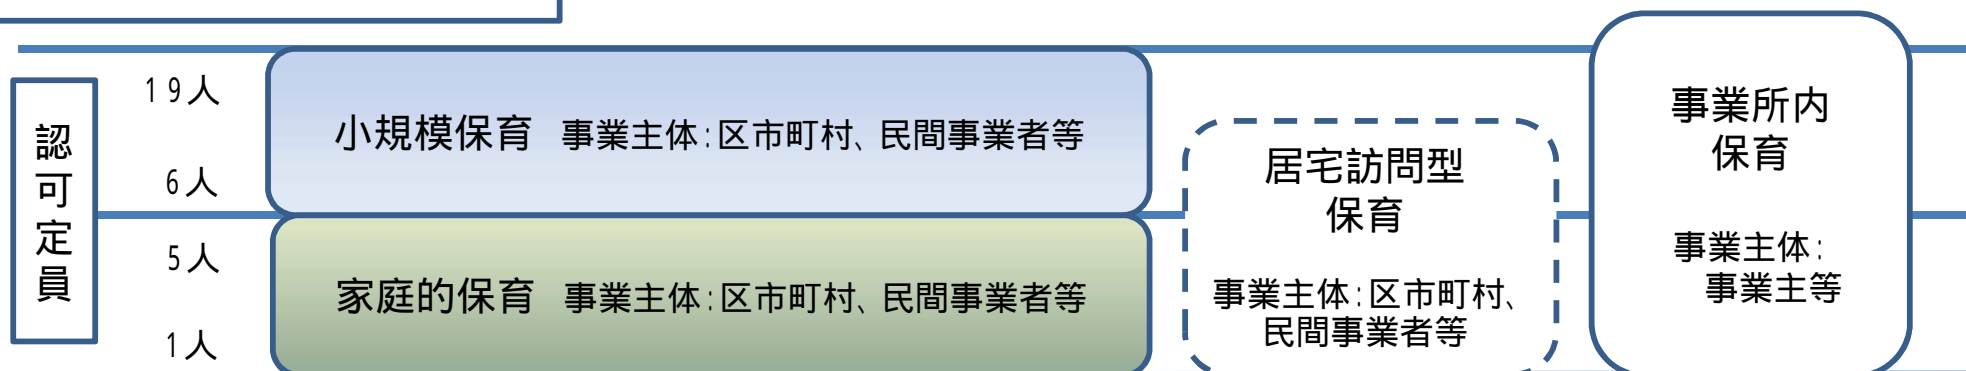 認可定員
19人
6人
5人
1人
小規模保育 事業主体:区市町村、民間事業者等
家庭的保育 事業主体:区市町村、民間事業者等
居宅訪問型
保育
事業主体:区市町村、
民間事業者等
事業所内
保育
事業主体:
事業主等